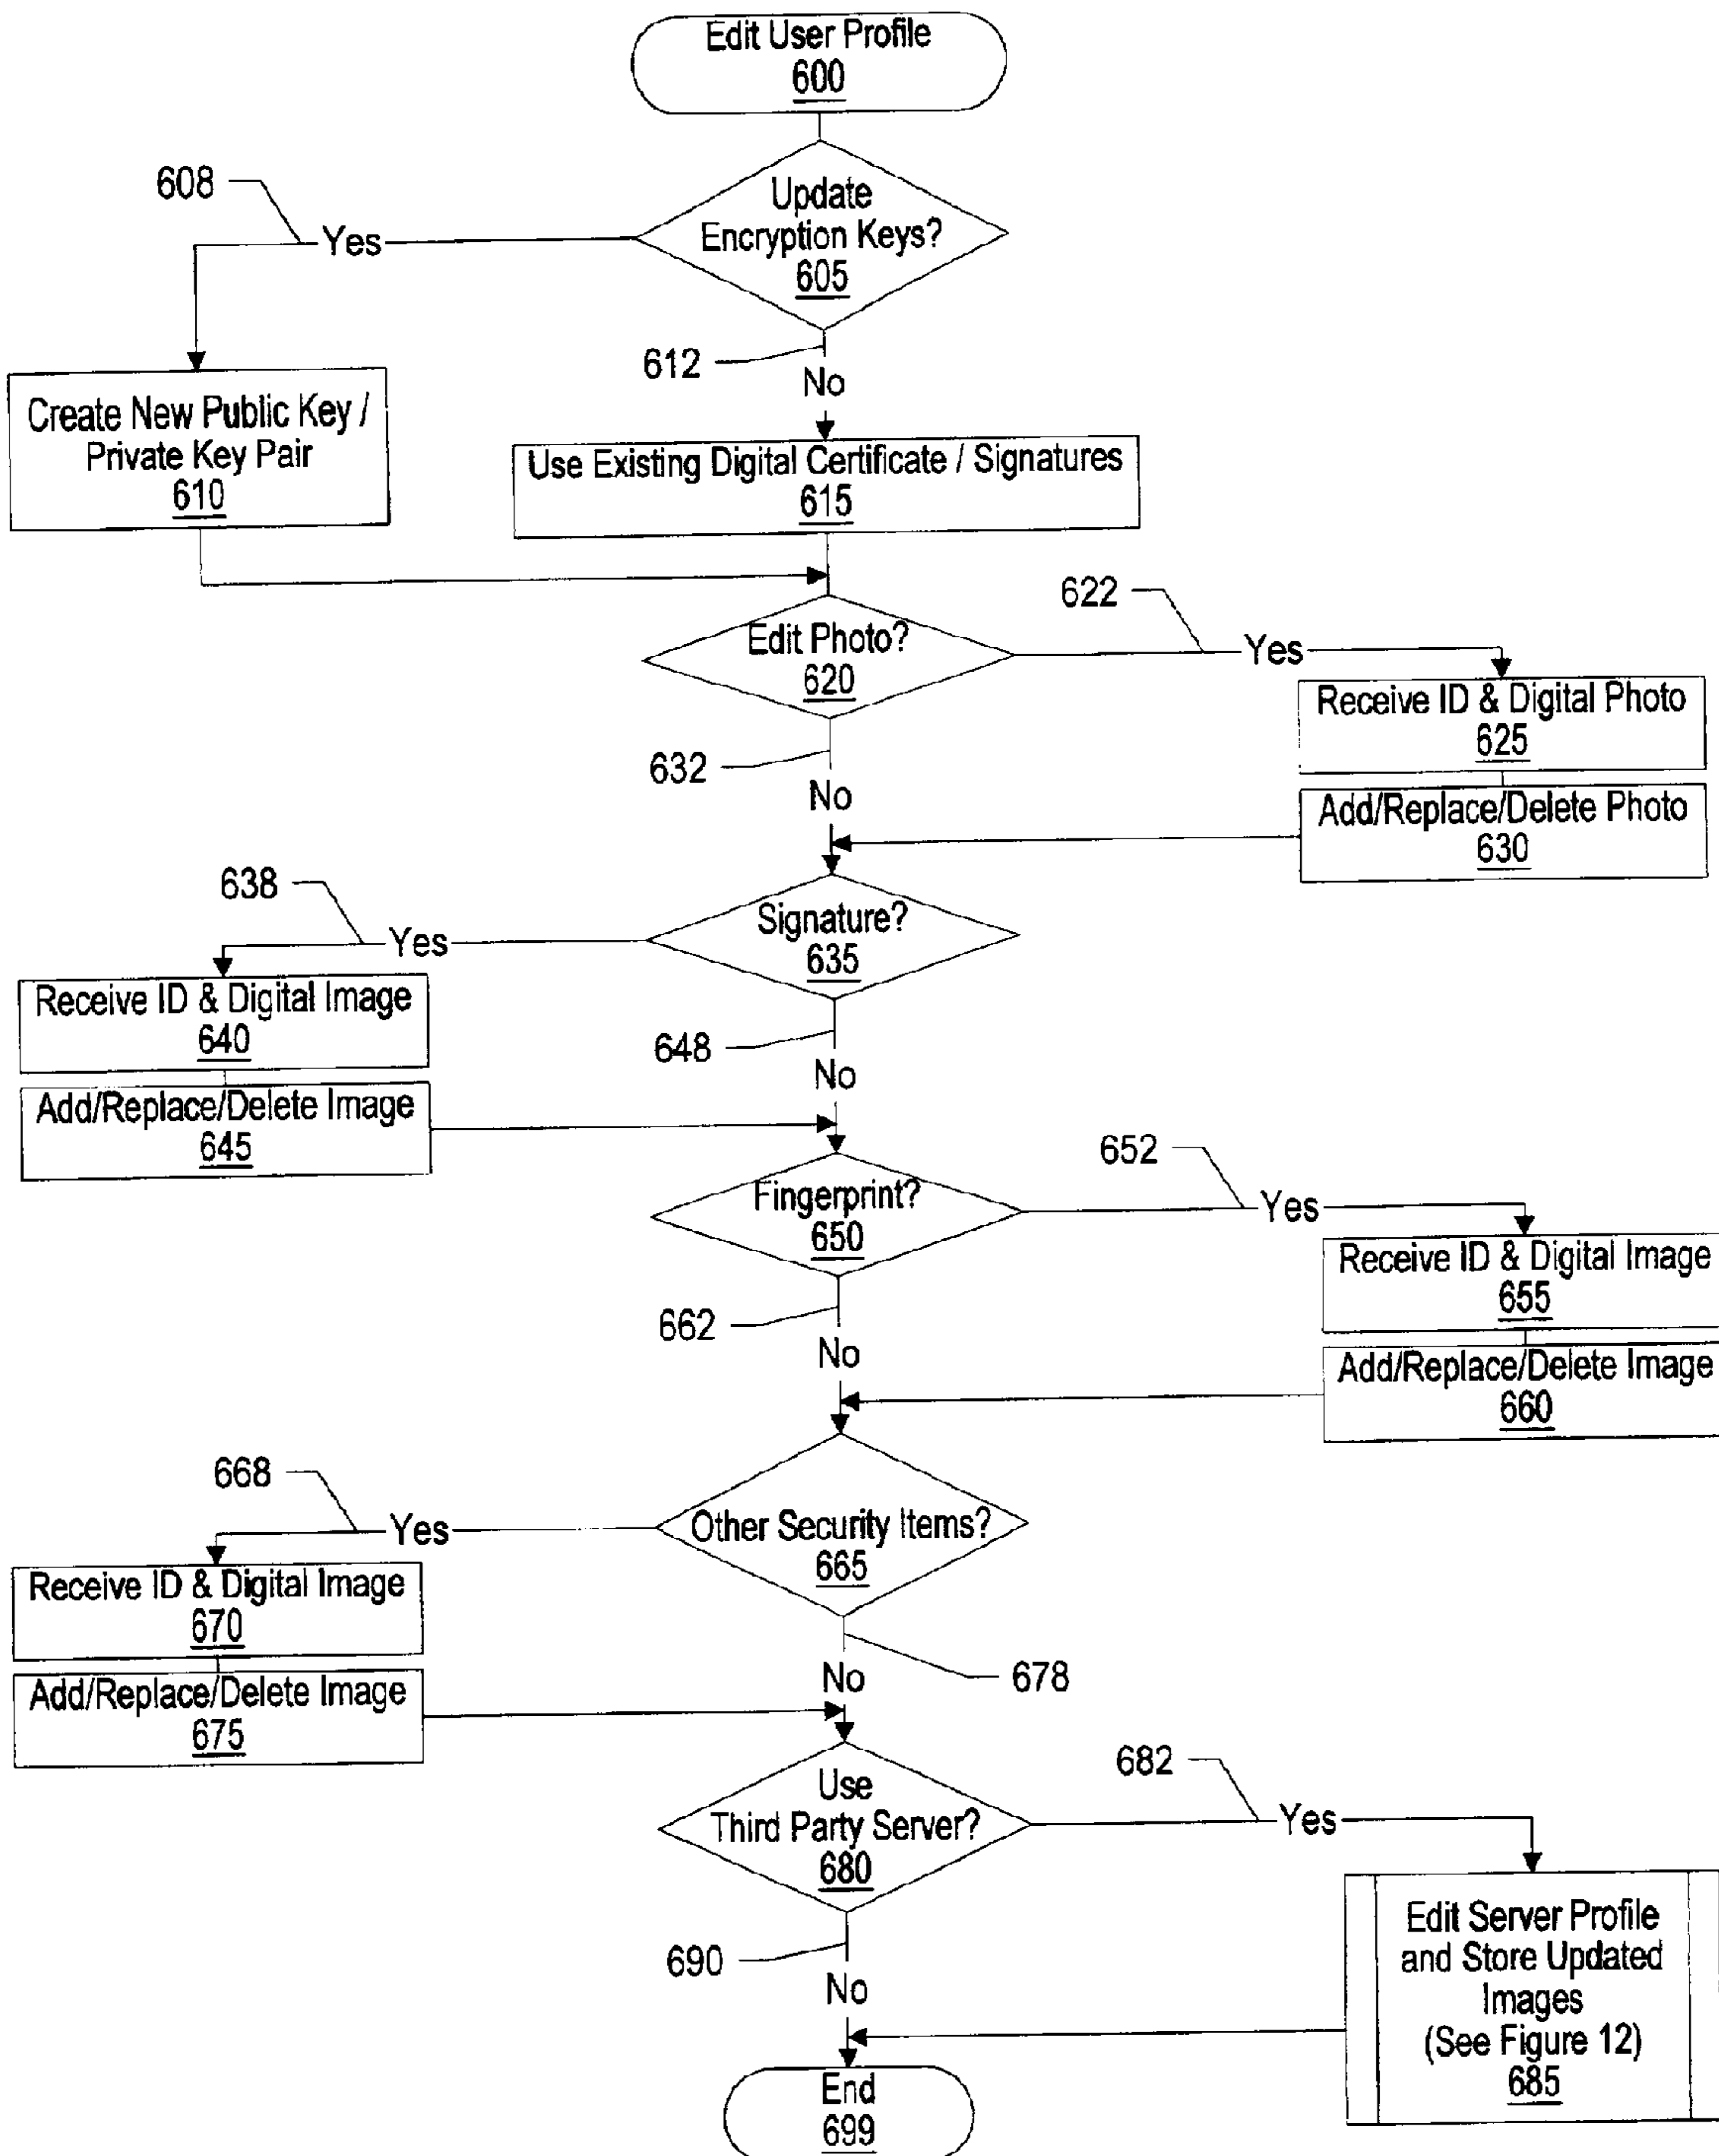 Edit User Profile
600
608
Yes
Update
Encryption Keys?
605
612
No
Create New Public Key /
Private Key Pair
610
Use Existing Digital Certificate / Signatures
615
622
Edit Photo?
620
Yes
Receive ID & Digital Photo
625
632
No
Add/Replace/Delete Photo
630
638
Yes
Signature?
635
Receive ID & Digital Image
640
648
No
Add/Replace/Delete Image
645
652
Fingerprint?
650
Yes
Receive ID & Digital Image
655
662
No
Add/Replace/Delete Image
660
668
Yes
Other Security Items?
665
Receive ID & Digital Image
670
No
678
Add/Replace/Delete Image
675
682
Use
Third Party Server?
680
Yes
690
No
Edit Server Profile
and Store Updated
Images
(See Figure 12)
685
End
699